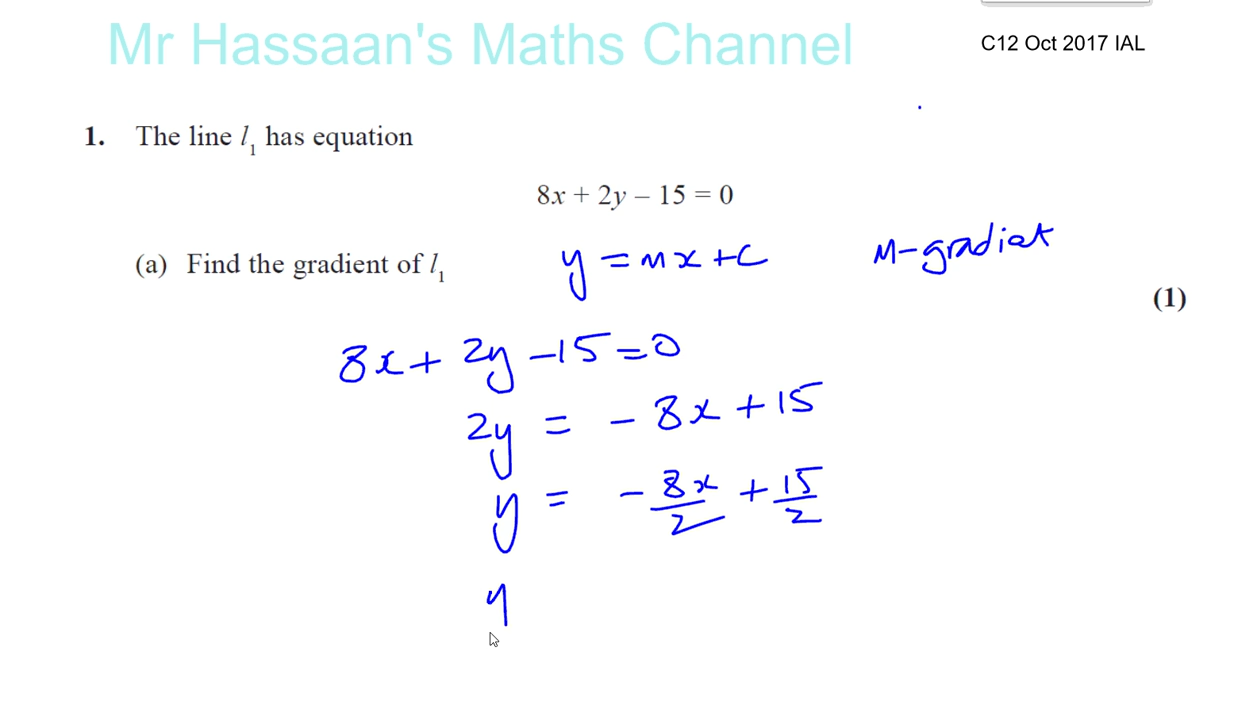 Mr Hassaan's Maths Channel
C12 Oct 2017 IAL
1. The line l₁ has equation
8x + 2y – 15 = 0
(a) Find the gradient of l₁
y = mx + c
M-gradiet
(1)
8x + 2y - 15 = 0
2y = - 8x + 15
y = - 8x/2 + 15/2
y